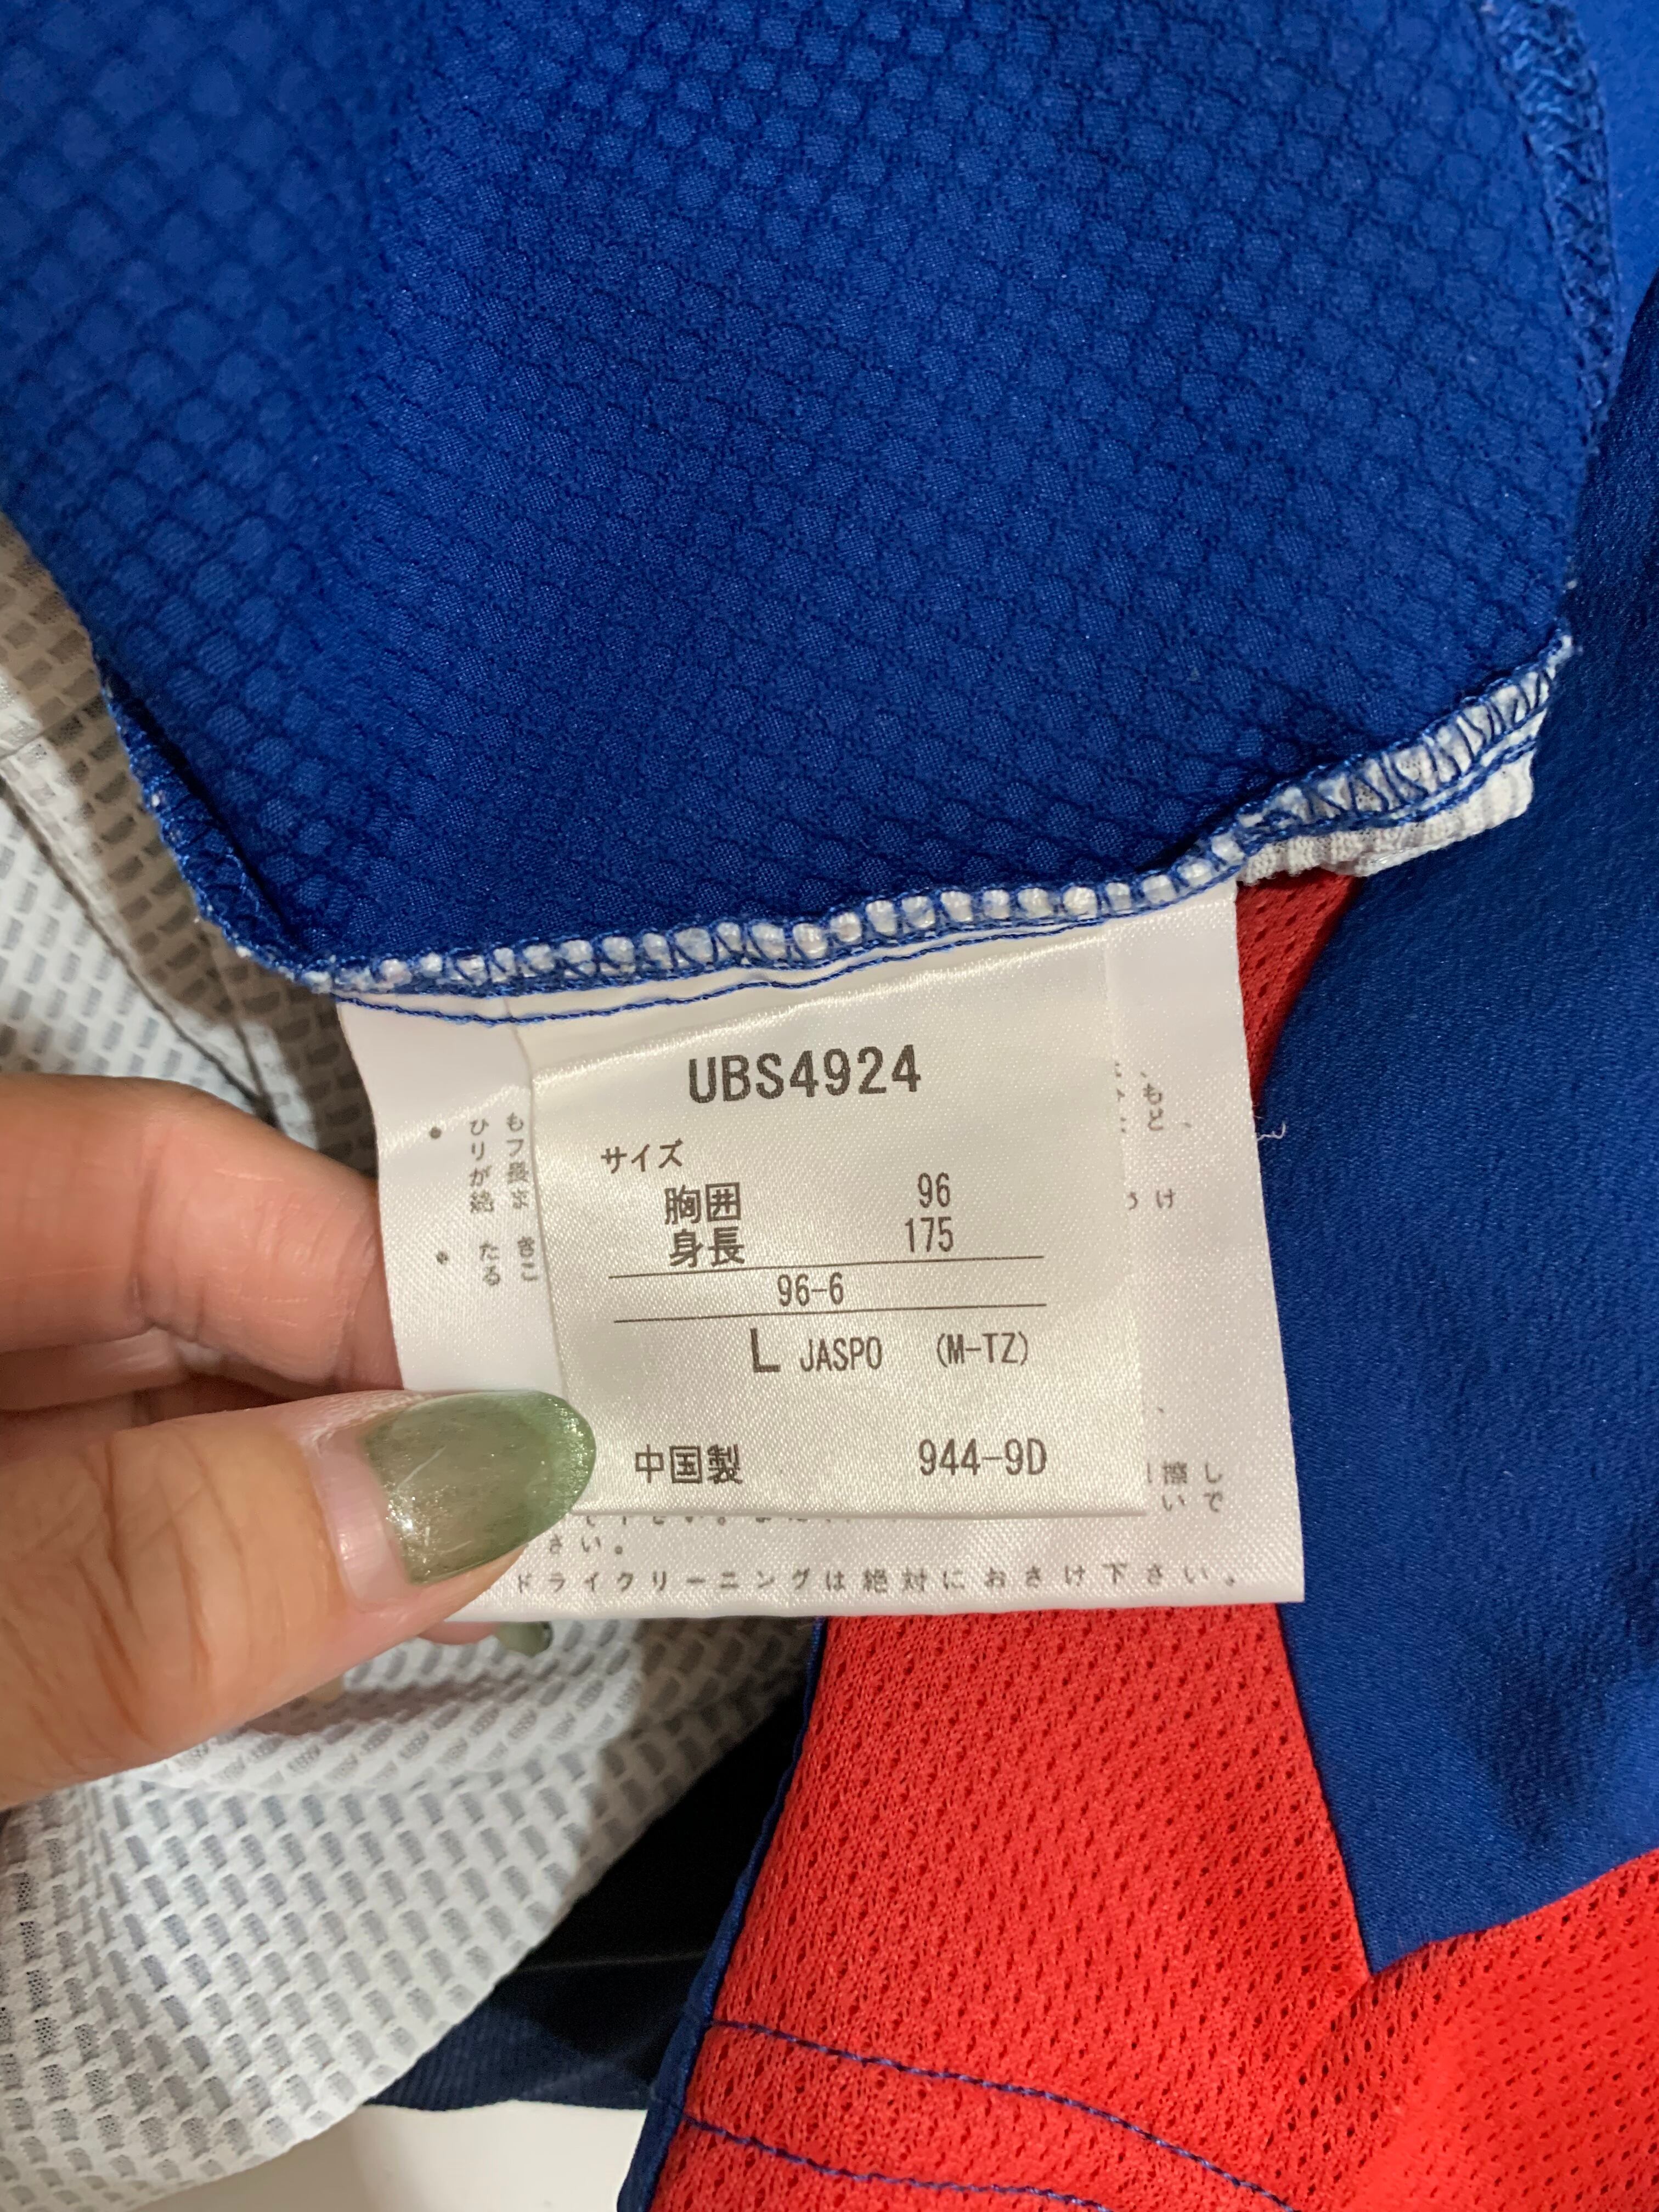 UBS4924
サイズ
胸囲 96
身長 175
96-6
L JASPO (M-TZ)
中国製 944-9D
さい。
ドライクリーニングは絶対におさけ下さい。